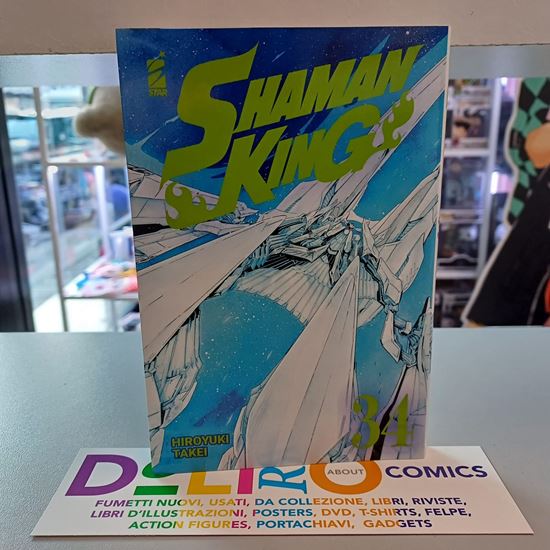 STAR
SHAMAN
KING
34
HIROYUKI
TAKEI
DELIRO ABOUT COMICS
FUMETTI NUOVI, USATI, DA COLLEZIONE, LIBRI, RIVISTE,
LIBRI D'ILLUSTRAZIONI, POSTERS, DVD, T-SHIRTS, FELPE,
ACTION FIGURES, PORTACHIAVI, GADGETS